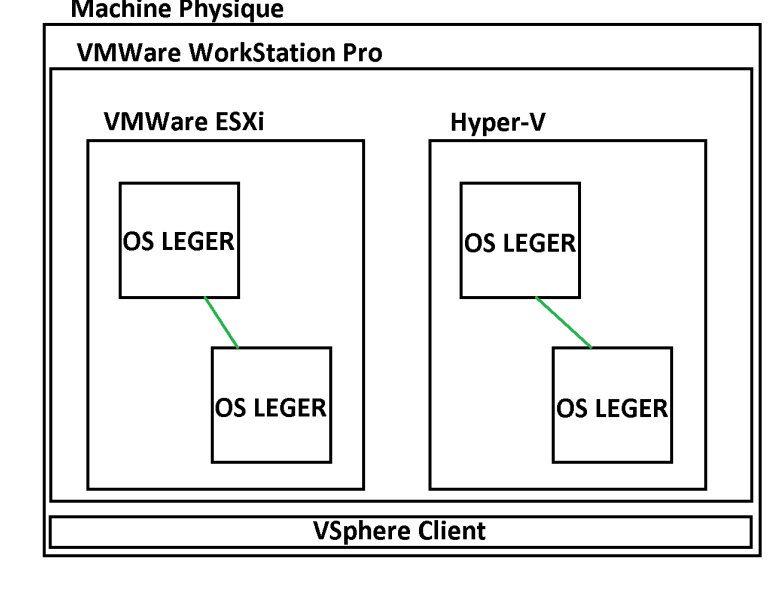 Machine Physique
VMWare WorkStation Pro
VMWare ESXi
Hyper-V
OS LEGER
OS LEGER
OS LEGER
OS LEGER
VSphere Client